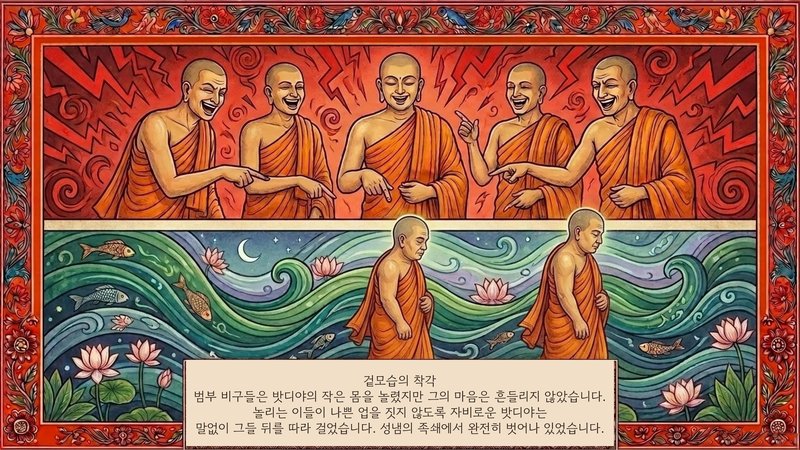 겉모습의 착각
범부 비구들은 밧디야의 작은 몸을 놀렸지만 그의 마음은 흔들리지 않았습니다.
놀리는 이들이 나쁜 업을 짓지 않도록 자비로운 밧디야는
말없이 그들 뒤를 따라 걸었습니다. 성냄의 족쇄에서 완전히 벗어나 있었습니다.